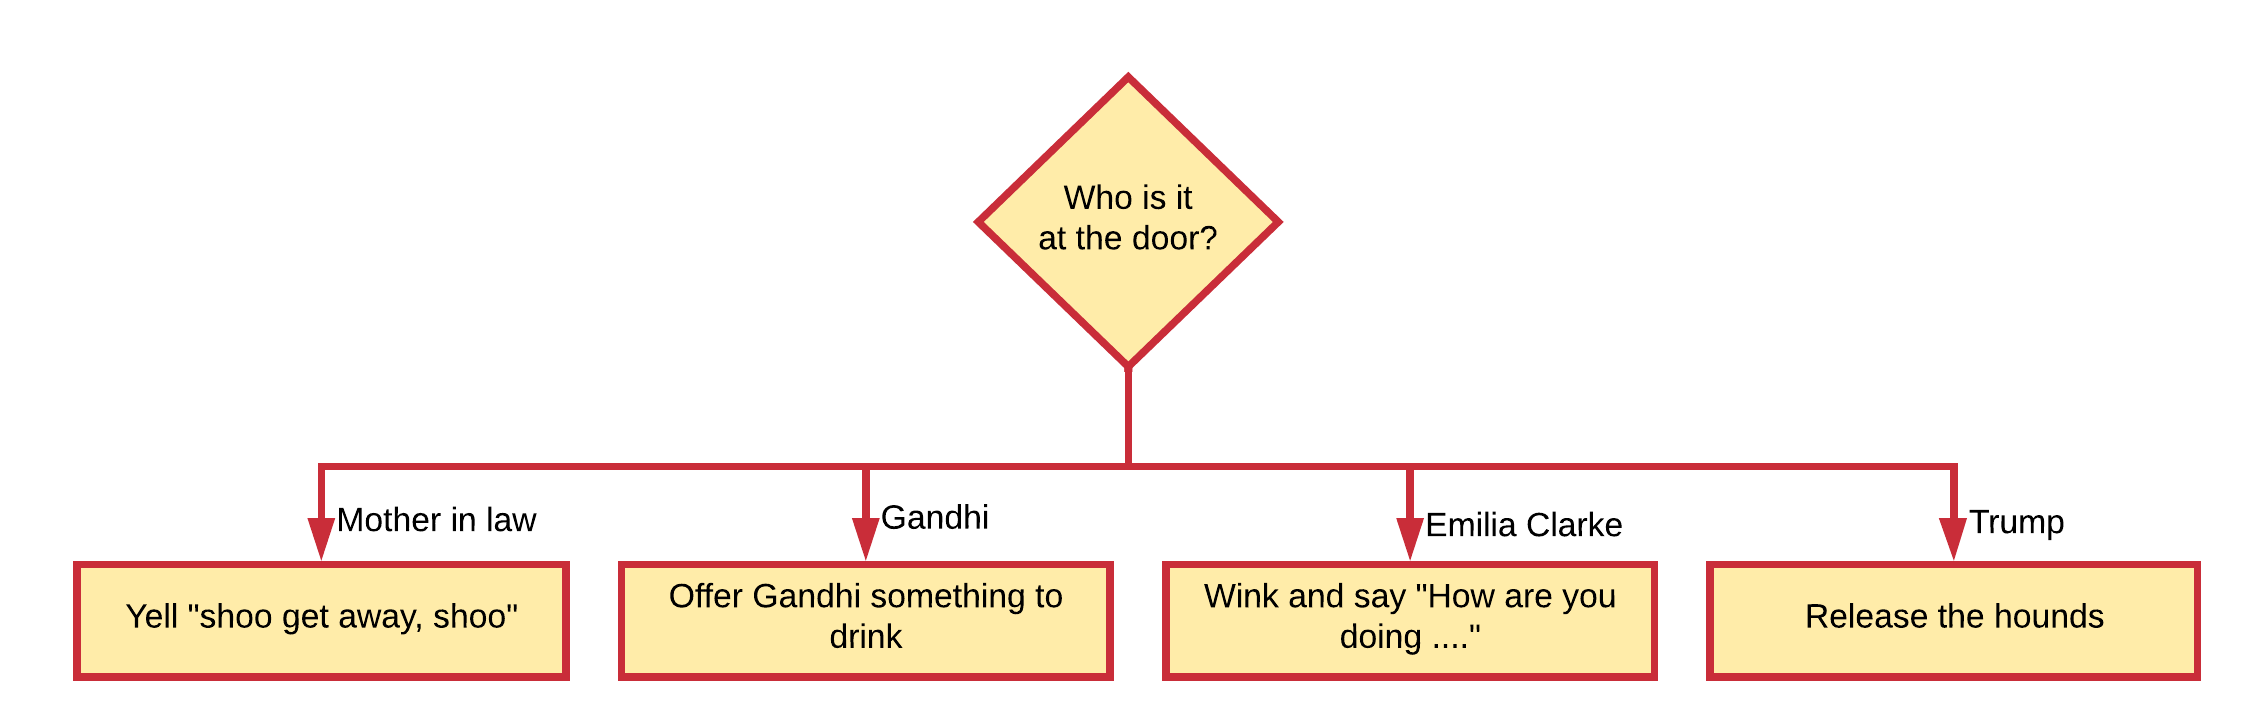 Who is it
at the door?
Mother in law
Gandhi
Emilia Clarke
Trump
Yell "shoo get away, shoo"
Offer Gandhi something to
drink
Wink and say "How are you
doing ...."
Release the hounds